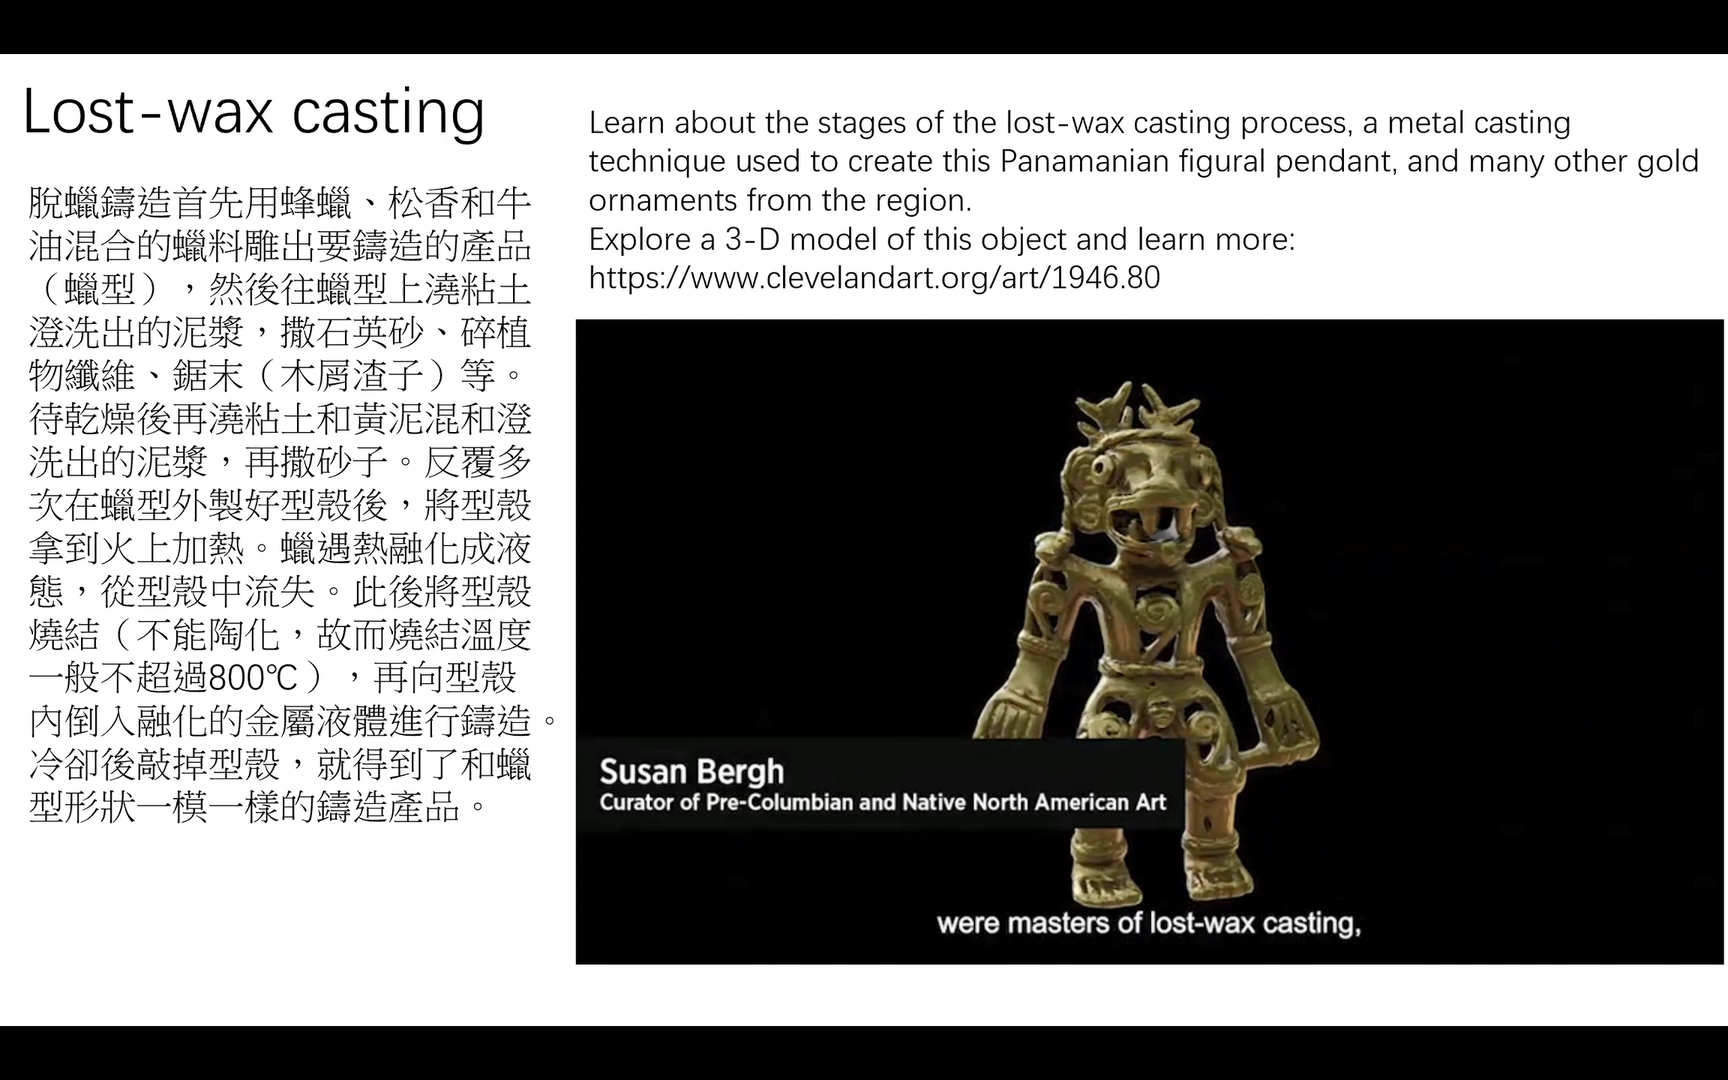 Lost-wax casting
脫蠟鑄造首先用蜂蠟、松香和牛
油混合的蠟料雕出要鑄造的產品
（蠟型），然後往蠟型上澆粘土
澄洗出的泥漿，撒石英砂、碎植
物纖維、鋸末（木屑渣子）等。
待乾燥後再澆粘土和黃泥混和澄
洗出的泥漿，再撒砂子。反覆多
次在蠟型外製好型殼後，將型殼
拿到火上加熱。蠟遇熱融化成液
態，從型殼中流失。此後將型殼
燒結（不能陶化，故而燒結溫度
一般不超過800℃），再向型殼
內倒入融化的金屬液體進行鑄造。
冷卻後敲掉型殼，就得到了和蠟
型形狀一模一樣的鑄造產品。
Learn about the stages of the lost-wax casting process, a metal casting
technique used to create this Panamanian figural pendant, and many other gold
ornaments from the region.
Explore a 3-D model of this object and learn more:
https://www.clevelandart.org/art/1946.80
Susan Bergh
Curator of Pre-Columbian and Native North American Art
were masters of lost-wax casting,